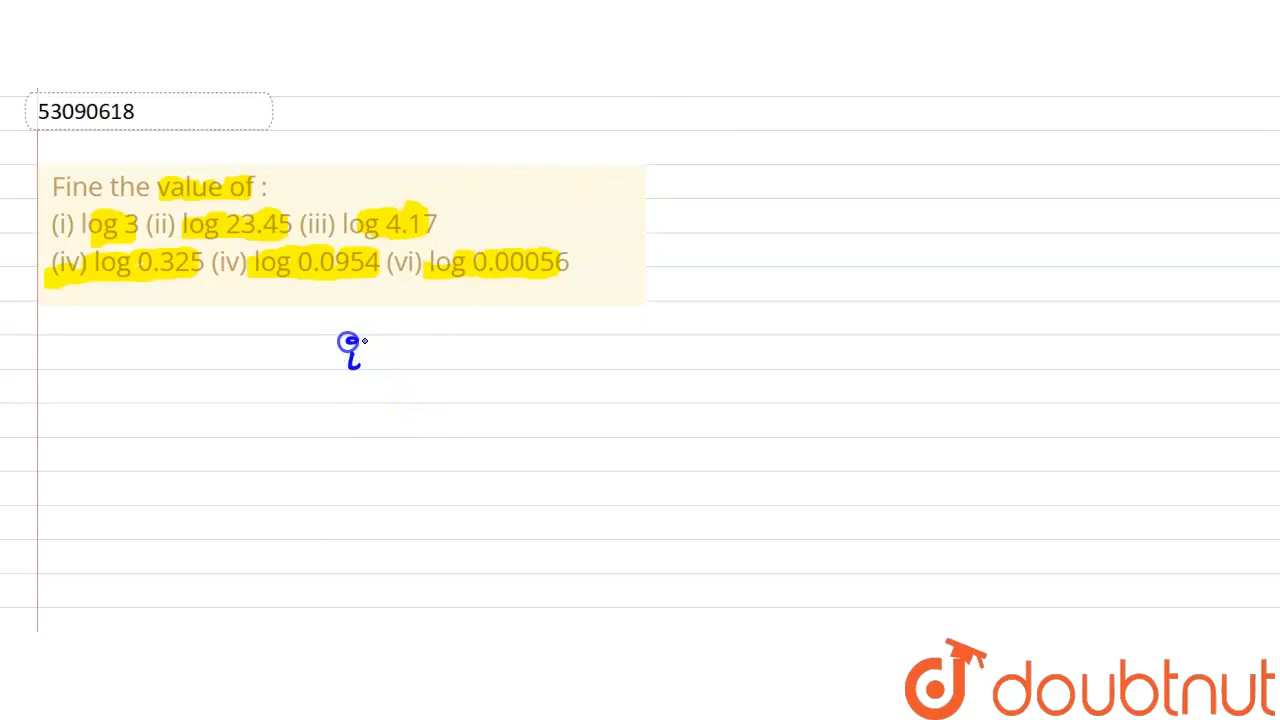 53090618
Fine the value of :
(i) log 3 (ii) log 23.45 (iii) log 4.17
(iv) log 0.325 (iv) log 0.0954 (vi) log 0.00056
doubtnut